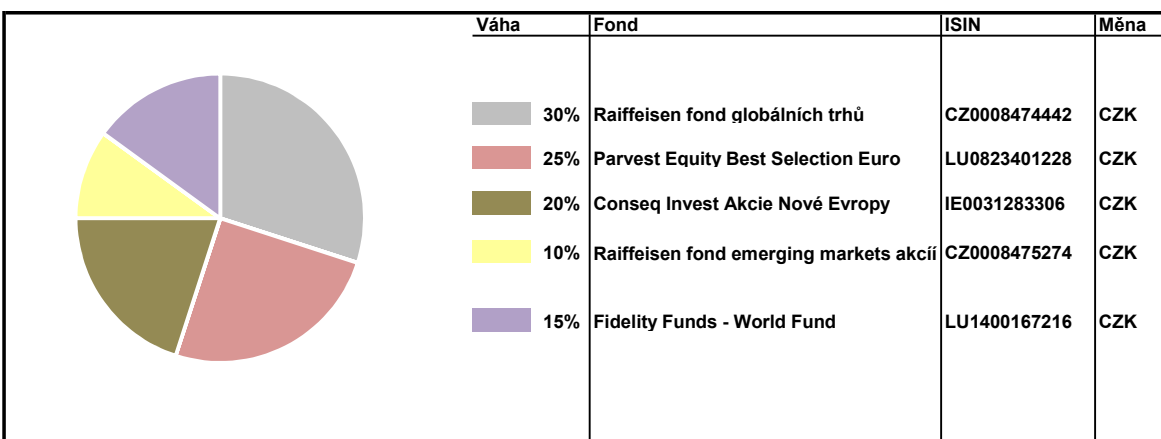 Váha Fond ISIN Měna
30% Raiffeisen fond globálních trhů CZ0008474442 CZK
25% Parvest Equity Best Selection Euro LU0823401228 CZK
20% Conseq Invest Akcie Nové Evropy IE0031283306 CZK
10% Raiffeisen fond emerging markets akcií CZ0008475274 CZK
15% Fidelity Funds - World Fund LU1400167216 CZK